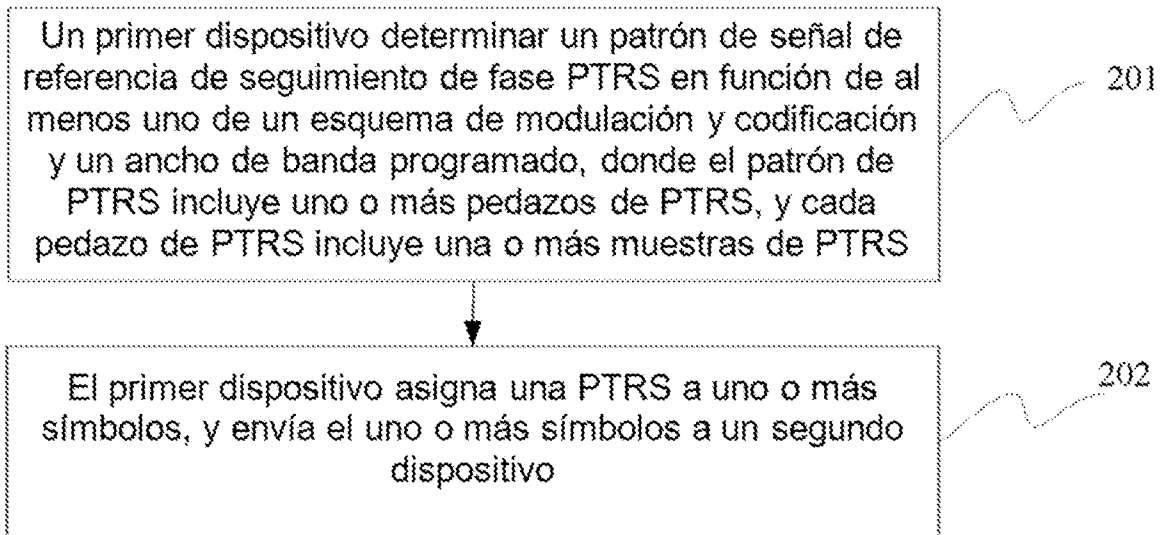 Un primer dispositivo determinar un patrón de señal de
referencia de seguimiento de fase PTRS en función de al
menos uno de un esquema de modulación y codificación
y un ancho de banda programado, donde el patrón de
PTRS incluye uno o más pedazos de PTRS, y cada
pedazo de PTRS incluye una o más muestras de PTRS
201
El primer dispositivo asigna una PTRS a uno o más
símbolos, y envía el uno o más símbolos a un segundo
dispositivo
202